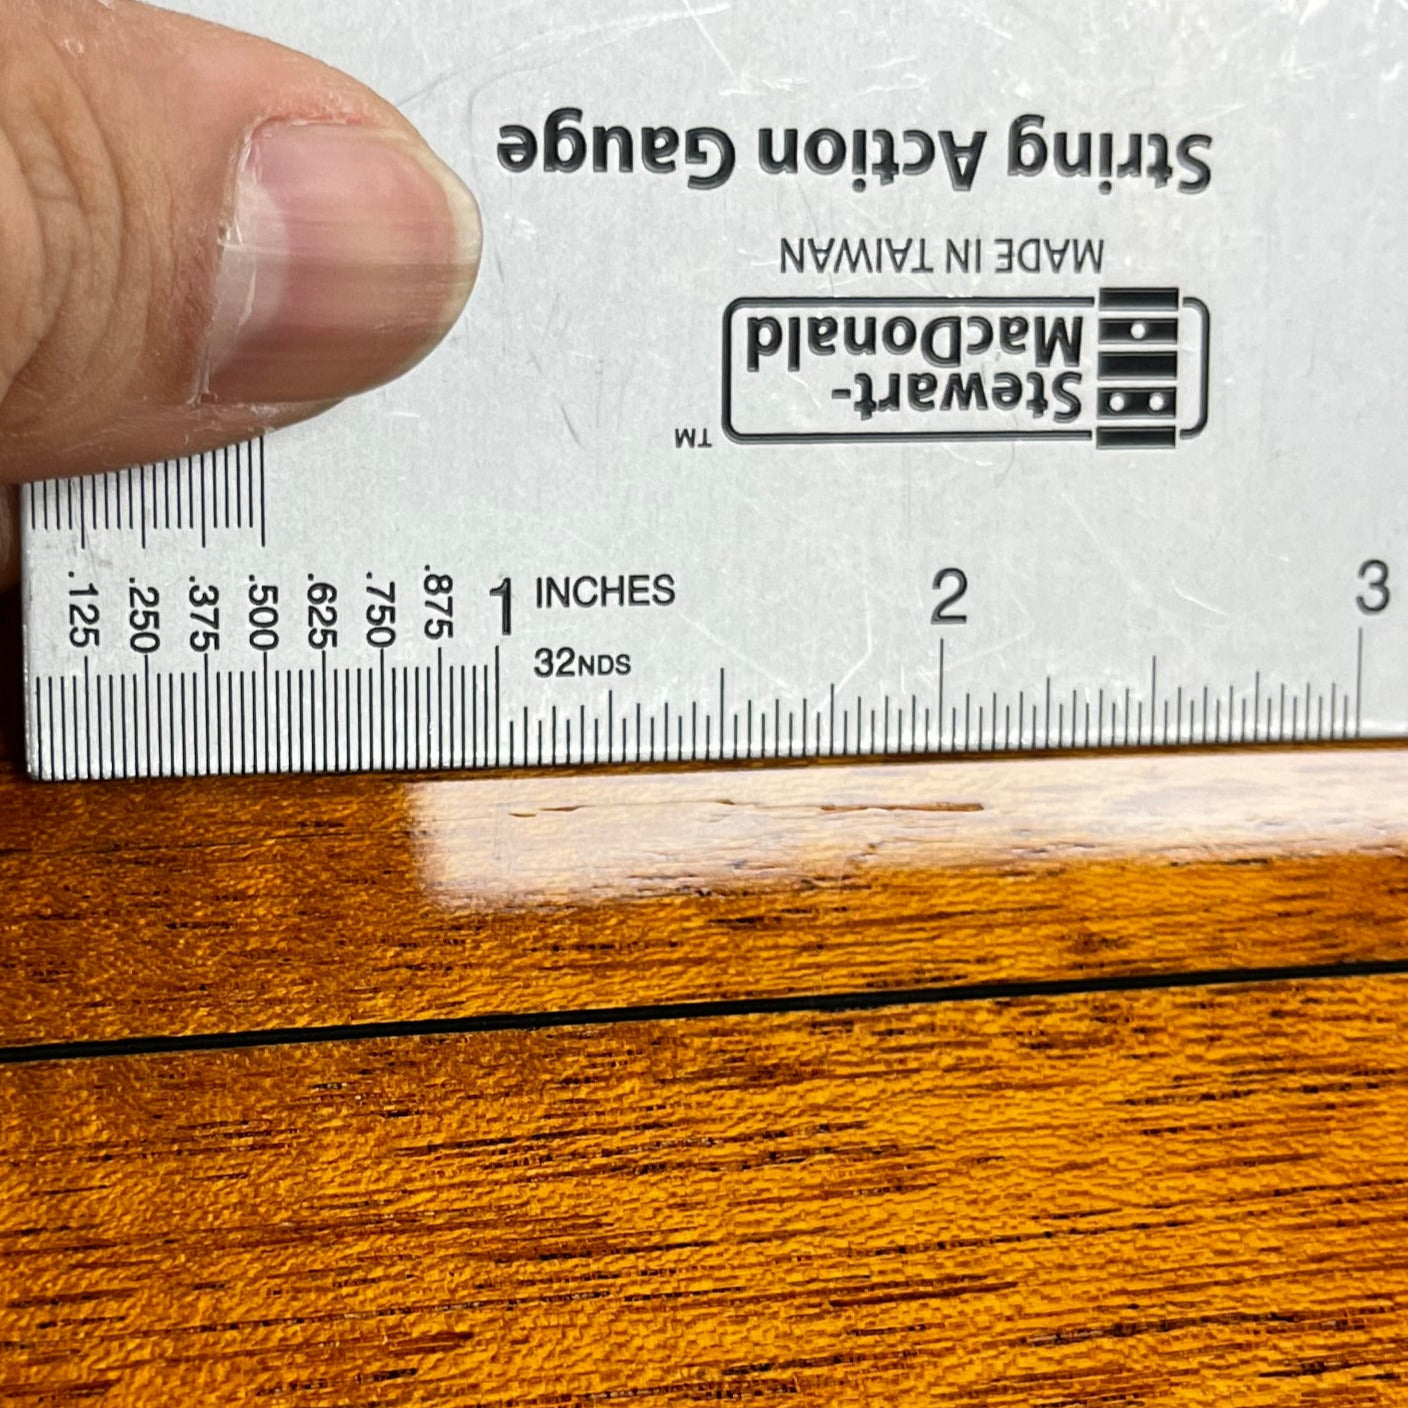 String Action Gauge
MADE IN TAIWAN
Stewart-
MacDonald
TM
.125 .250 .375 .500 .625 .750 .875 1 INCHES 2 3
32NDS